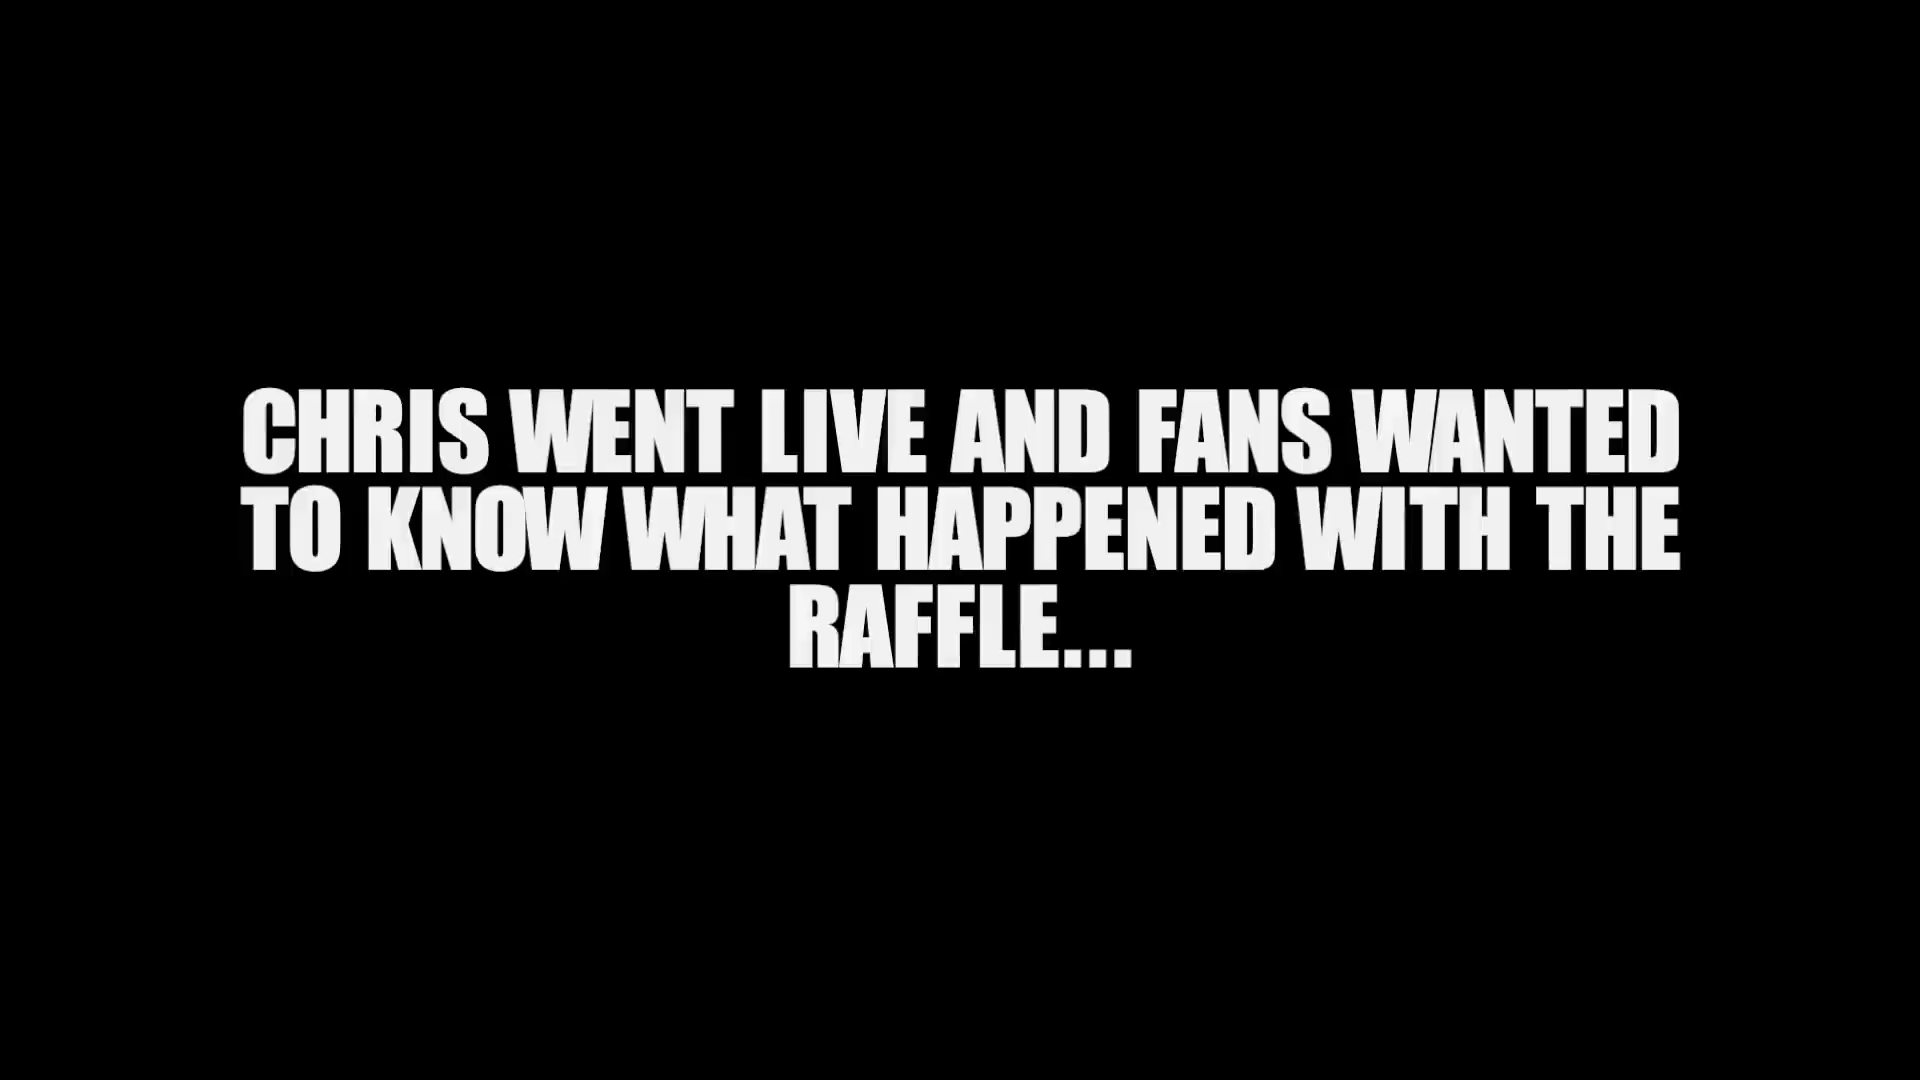 CHRIS WENT LIVE AND FANS WANTED
TO KNOW WHAT HAPPENED WITH THE
RAFFLE...